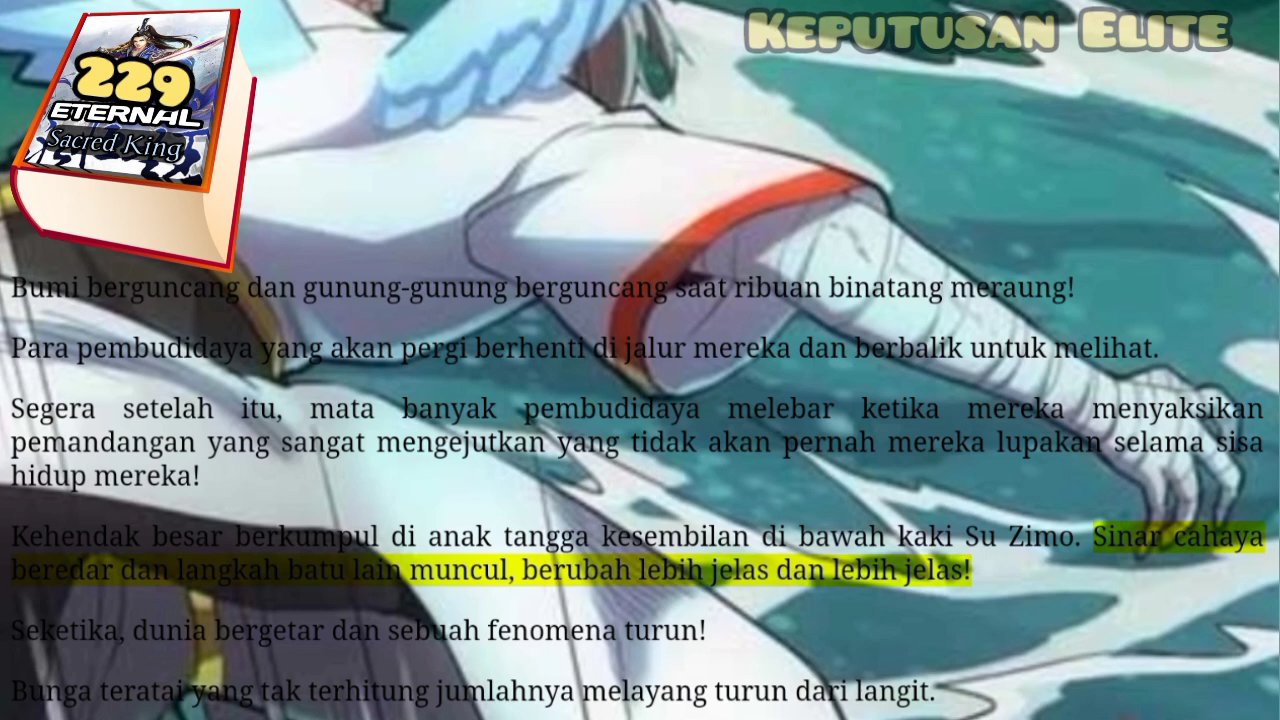 Keputusan Elite
229
ETERNAL
Sacred King
Bumi berguncang dan gunung-gunung berguncang saat ribuan binatang meraung!
Para pembudidaya yang akan pergi berhenti di jalur mereka dan berbalik untuk melihat.
Segera setelah itu, mata banyak pembudidaya melebar ketika mereka menyaksikan
pemandangan yang sangat mengejutkan yang tidak akan pernah mereka lupakan selama sisa
hidup mereka!
Kehendak besar berkumpul di anak tangga kesembilan di bawah kaki Su Zimo. Sinar cahaya
beredar dan langkah batu lain muncul, berubah lebih jelas dan lebih jelas!
Seketika, dunia bergetar dan sebuah fenomena turun!
Bunga teratai yang tak terhitung jumlahnya melayang turun dari langit.